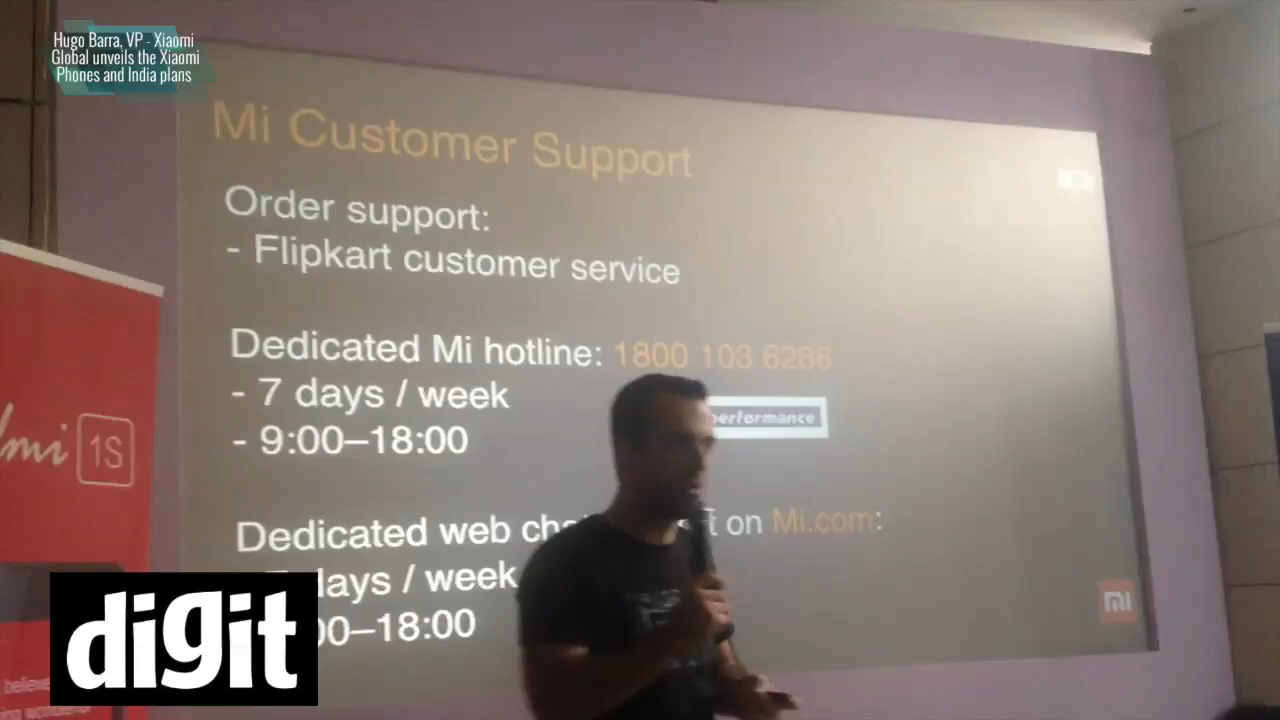 Hugo Barra, VP - Xiaomi
Global unveils the Xiaomi
Phones and India plans
Mi Customer Support
Order support:
- Flipkart customer service
Dedicated Mi hotline: 1800 103 6286
- 7 days / week
- 9:00–18:00
performance
Dedicated web on Mi.com:
days / week
00–18:00
mi
mi 1S
digit